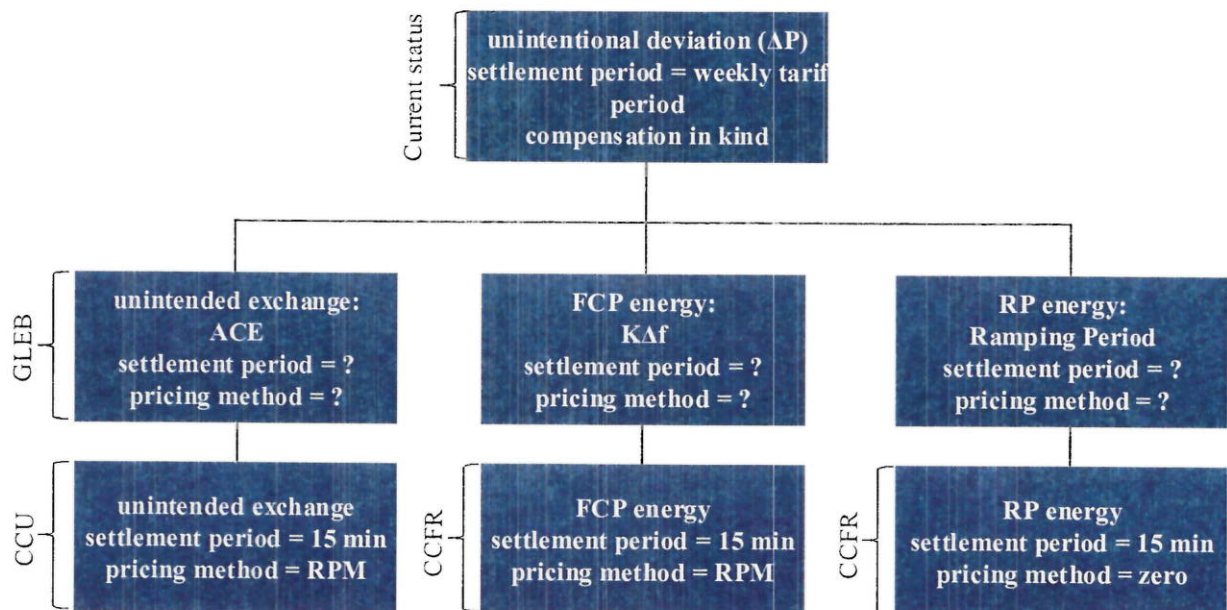 Current status
unintentional deviation (ΔP)
settlement period = weekly tarif
period
compensation in kind
GLEB
unintended exchange:
ACE
settlement period = ?
pricing method = ?
FCP energy:
KΔf
settlement period = ?
pricing method = ?
RP energy:
Ramping Period
settlement period = ?
pricing method = ?
CCU
unintended exchange
settlement period = 15 min
pricing method = RPM
CCFR
FCP energy
settlement period = 15 min
pricing method = RPM
CCFR
RP energy
settlement period = 15 min
pricing method = zero